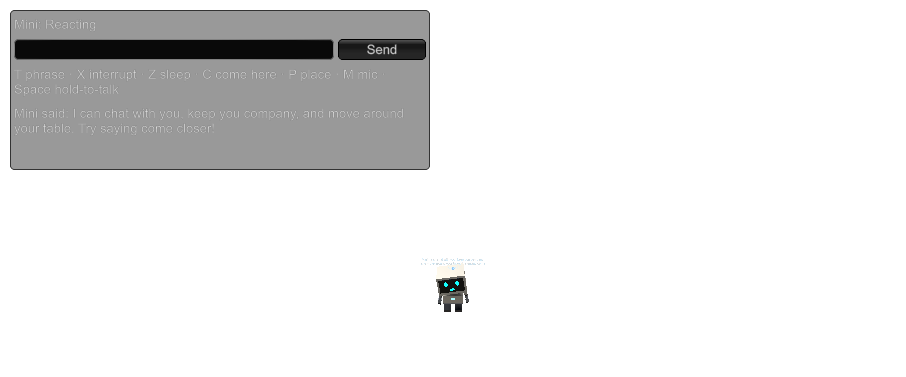 Mini: Reacting
Send
T phrase · X interrupt · Z sleep · C come here · P place · M mic ·
Space hold-to-talk
Mini said: I can chat with you, keep you company, and move around
your table. Try saying come closer!